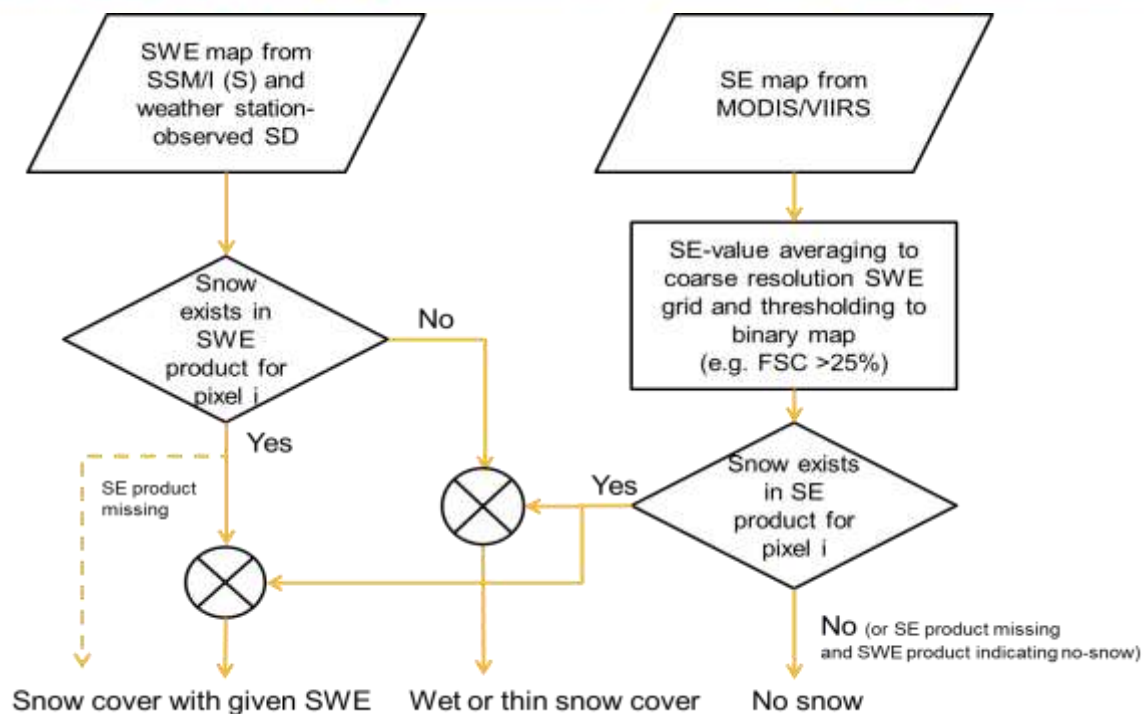 SWE map from
SSM/I (S) and
weather station-
observed SD
SE map from
MODIS/VIIRS
SE-value averaging to
coarse resolution SWE
grid and thresholding to
binary map
(e.g. FSC >25%)
Snow
exists in
SWE
product for
pixel i
No
Yes
SE product
missing
Yes
Snow exists
in SE
product for
pixel i
No (or SE product missing
and SWE product indicating no-snow)
Snow cover with given SWE
Wet or thin snow cover
No snow